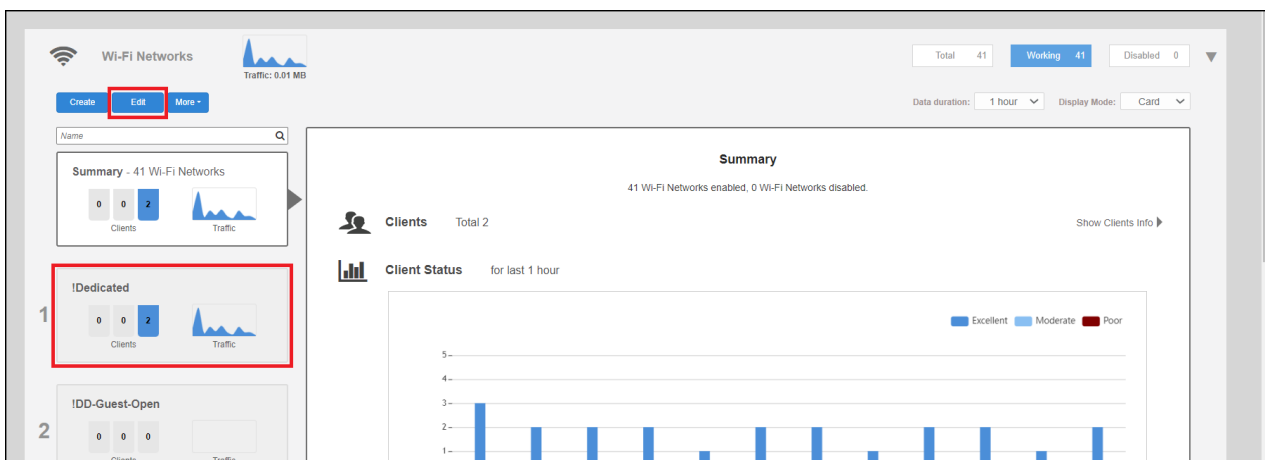 Wi-Fi Networks
Traffic: 0.01 MB
Total 41
Working 41
Disabled 0
Create
Edit
More
Data duration: 1 hour
Display Mode: Card
Name
Summary - 41 Wi-Fi Networks
0 0 2
Clients Traffic
1
!Dedicated
0 0 2
Clients Traffic
2
!DD-Guest-Open
0 0 0
Clients Traffic
Summary
41 Wi-Fi Networks enabled, 0 Wi-Fi Networks disabled.
Clients Total 2
Show Clients Info
Client Status for last 1 hour
Excellent Moderate Poor
5
4
3
2
1